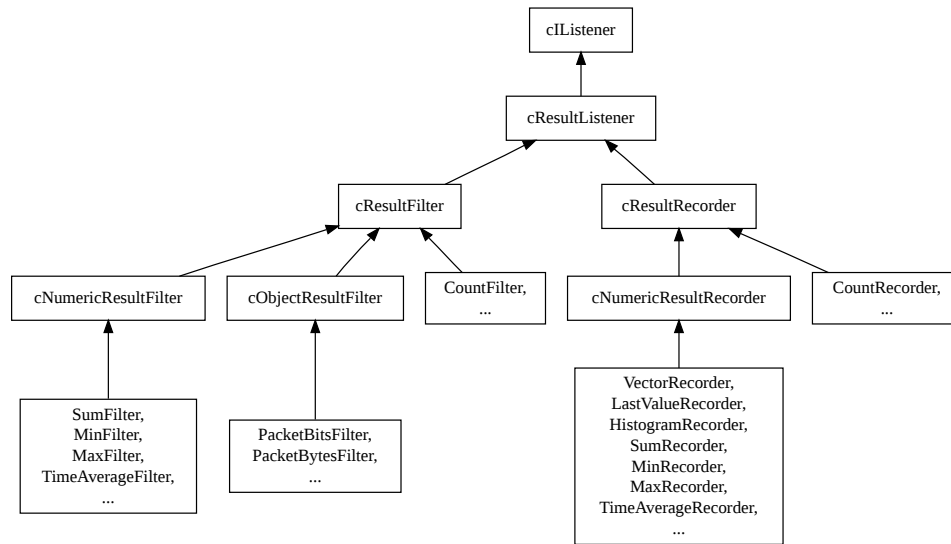 cIListener
cResultListener
cResultFilter
cResultRecorder
cNumericResultFilter
cObjectResultFilter
CountFilter,
...
cNumericResultRecorder
CountRecorder,
...
SumFilter,
MinFilter,
MaxFilter,
TimeAverageFilter,
...
PacketBitsFilter,
PacketBytesFilter,
...
VectorRecorder,
LastValueRecorder,
HistogramRecorder,
SumRecorder,
MinRecorder,
MaxRecorder,
TimeAverageRecorder,
...